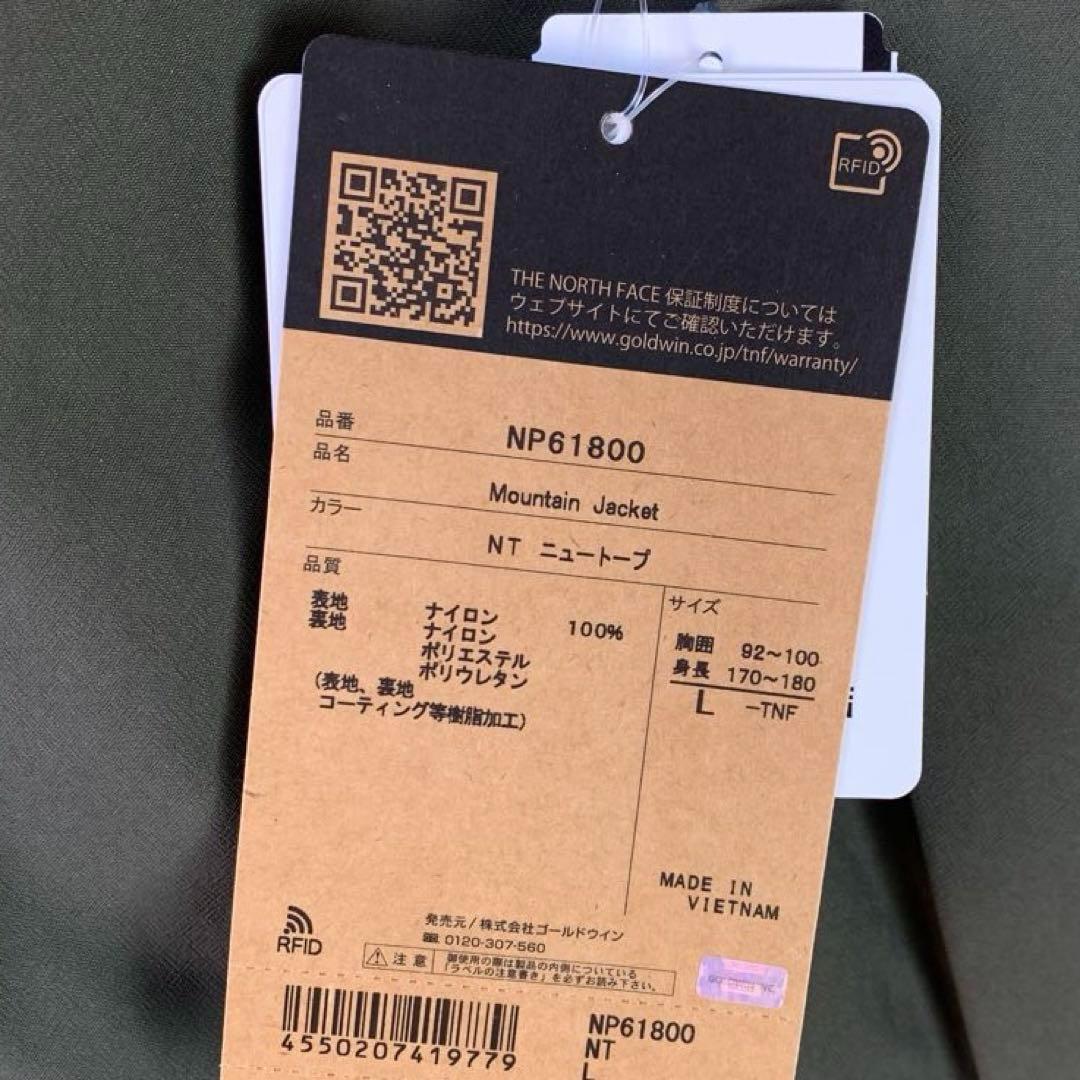 RFID
THE NORTH FACE 保証制度については
ウェブサイトにてご確認いただけます。
https://www.goldwin.co.jp/tnf/warranty/
品番
NP61800
品名
Mountain Jacket
カラー
NT ニュートープ
品質
表地 ナイロン 100%
裏地 ナイロン
ポリエステル
ポリウレタン
(表地、裏地
コーティング等樹脂加工)
サイズ
胸囲 92~100
身長 170~180
L -TNF
MADE IN
VIETNAM
RFID
発売元/株式会社ゴールドウイン
0120-307-560
注意
御使用の際は製品の内側についている
「ラベルの注意書き」を必ずお読み下さい。
4550207419779
NP61800
NT
L